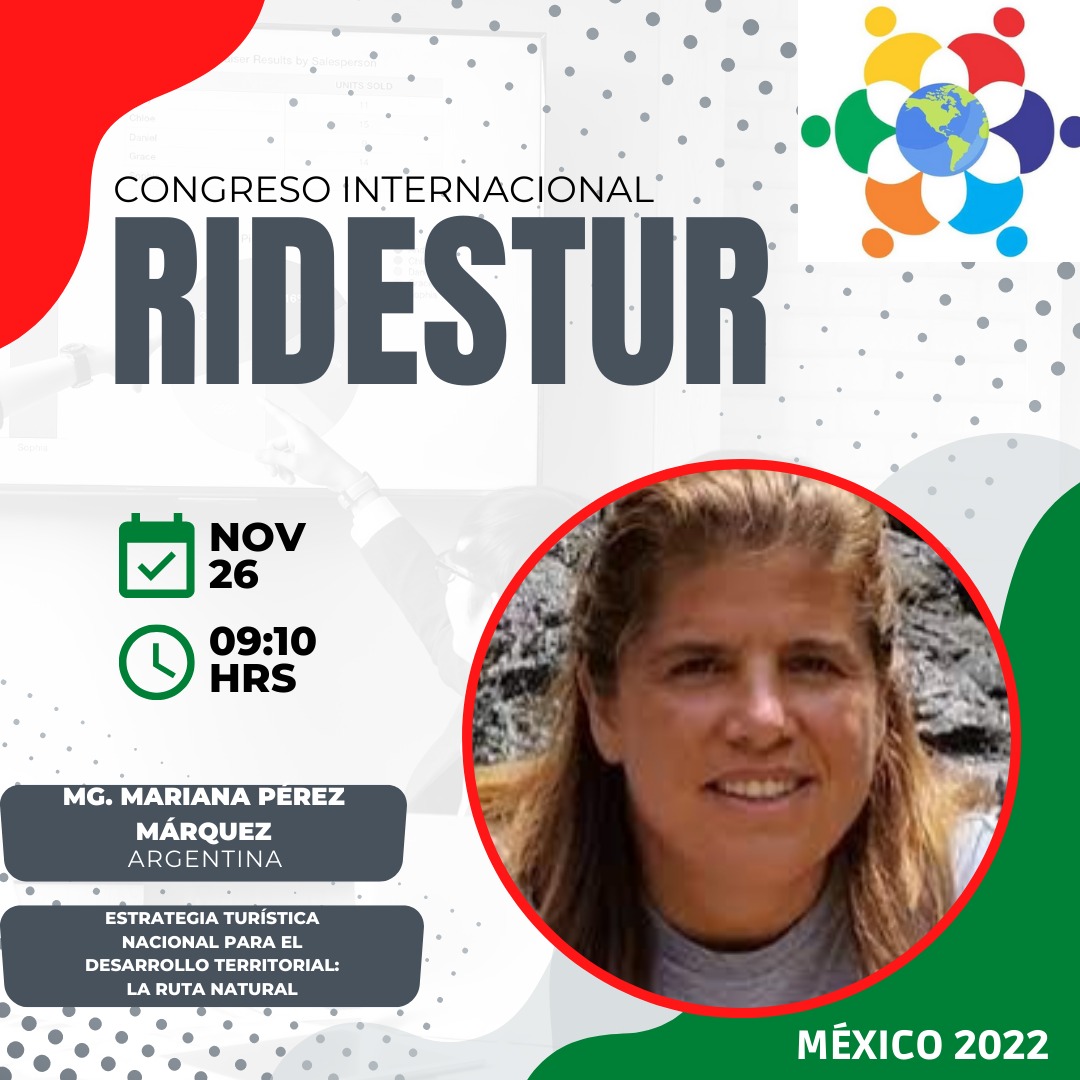 CONGRESO INTERNACIONAL
RIDESTUR
NOV
26
09:10
HRS
MG. MARIANA PÉREZ
MÁRQUEZ
ARGENTINA
ESTRATEGIA TURÍSTICA
NACIONAL PARA EL
DESARROLLO TERRITORIAL:
LA RUTA NATURAL
MÉXICO 2022